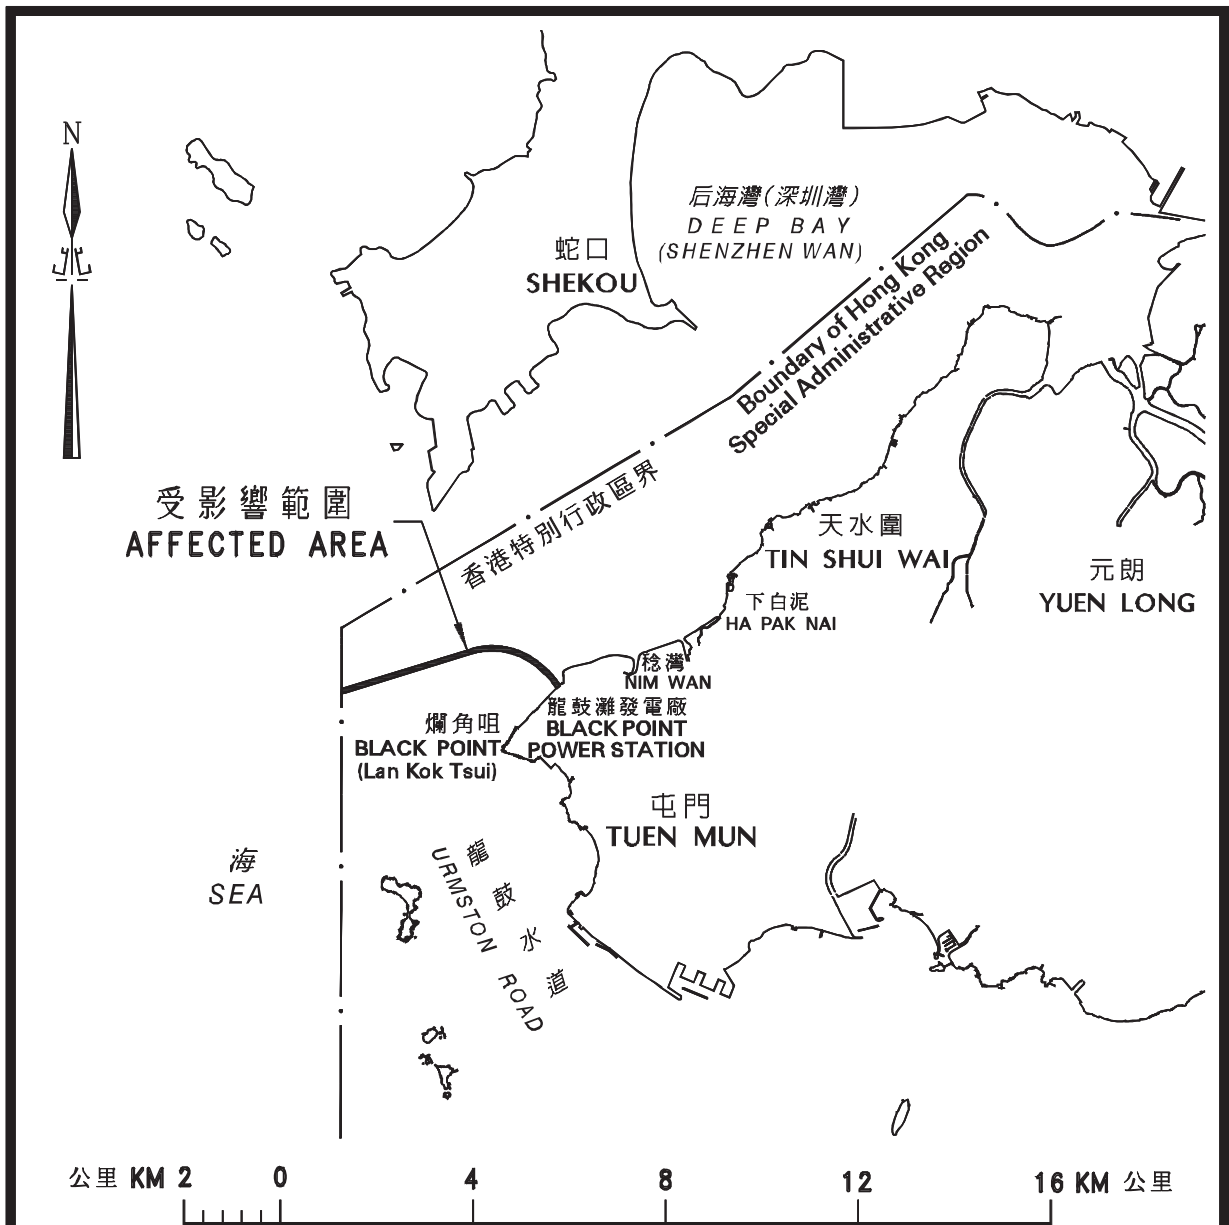 N
后海灣(深圳灣)
DEEP BAY
(SHENZHEN WAN)
蛇口
SHEKOU
Boundary of Hong Kong
Special Administrative Region
香港特別行政區界
受影響範圍
AFFECTED AREA
天水圍
TIN SHUI WAI
元朗
YUEN LONG
下白泥
HA PAK NAI
稔灣
NIM WAN
龍鼓灘發電廠
BLACK POINT
POWER STATION
爛角咀
BLACK POINT
(Lan Kok Tsui)
屯門
TUEN MUN
海
SEA
龍鼓水道
URMSTON ROAD
公里 KM 2 0 4 8 12 16 KM 公里